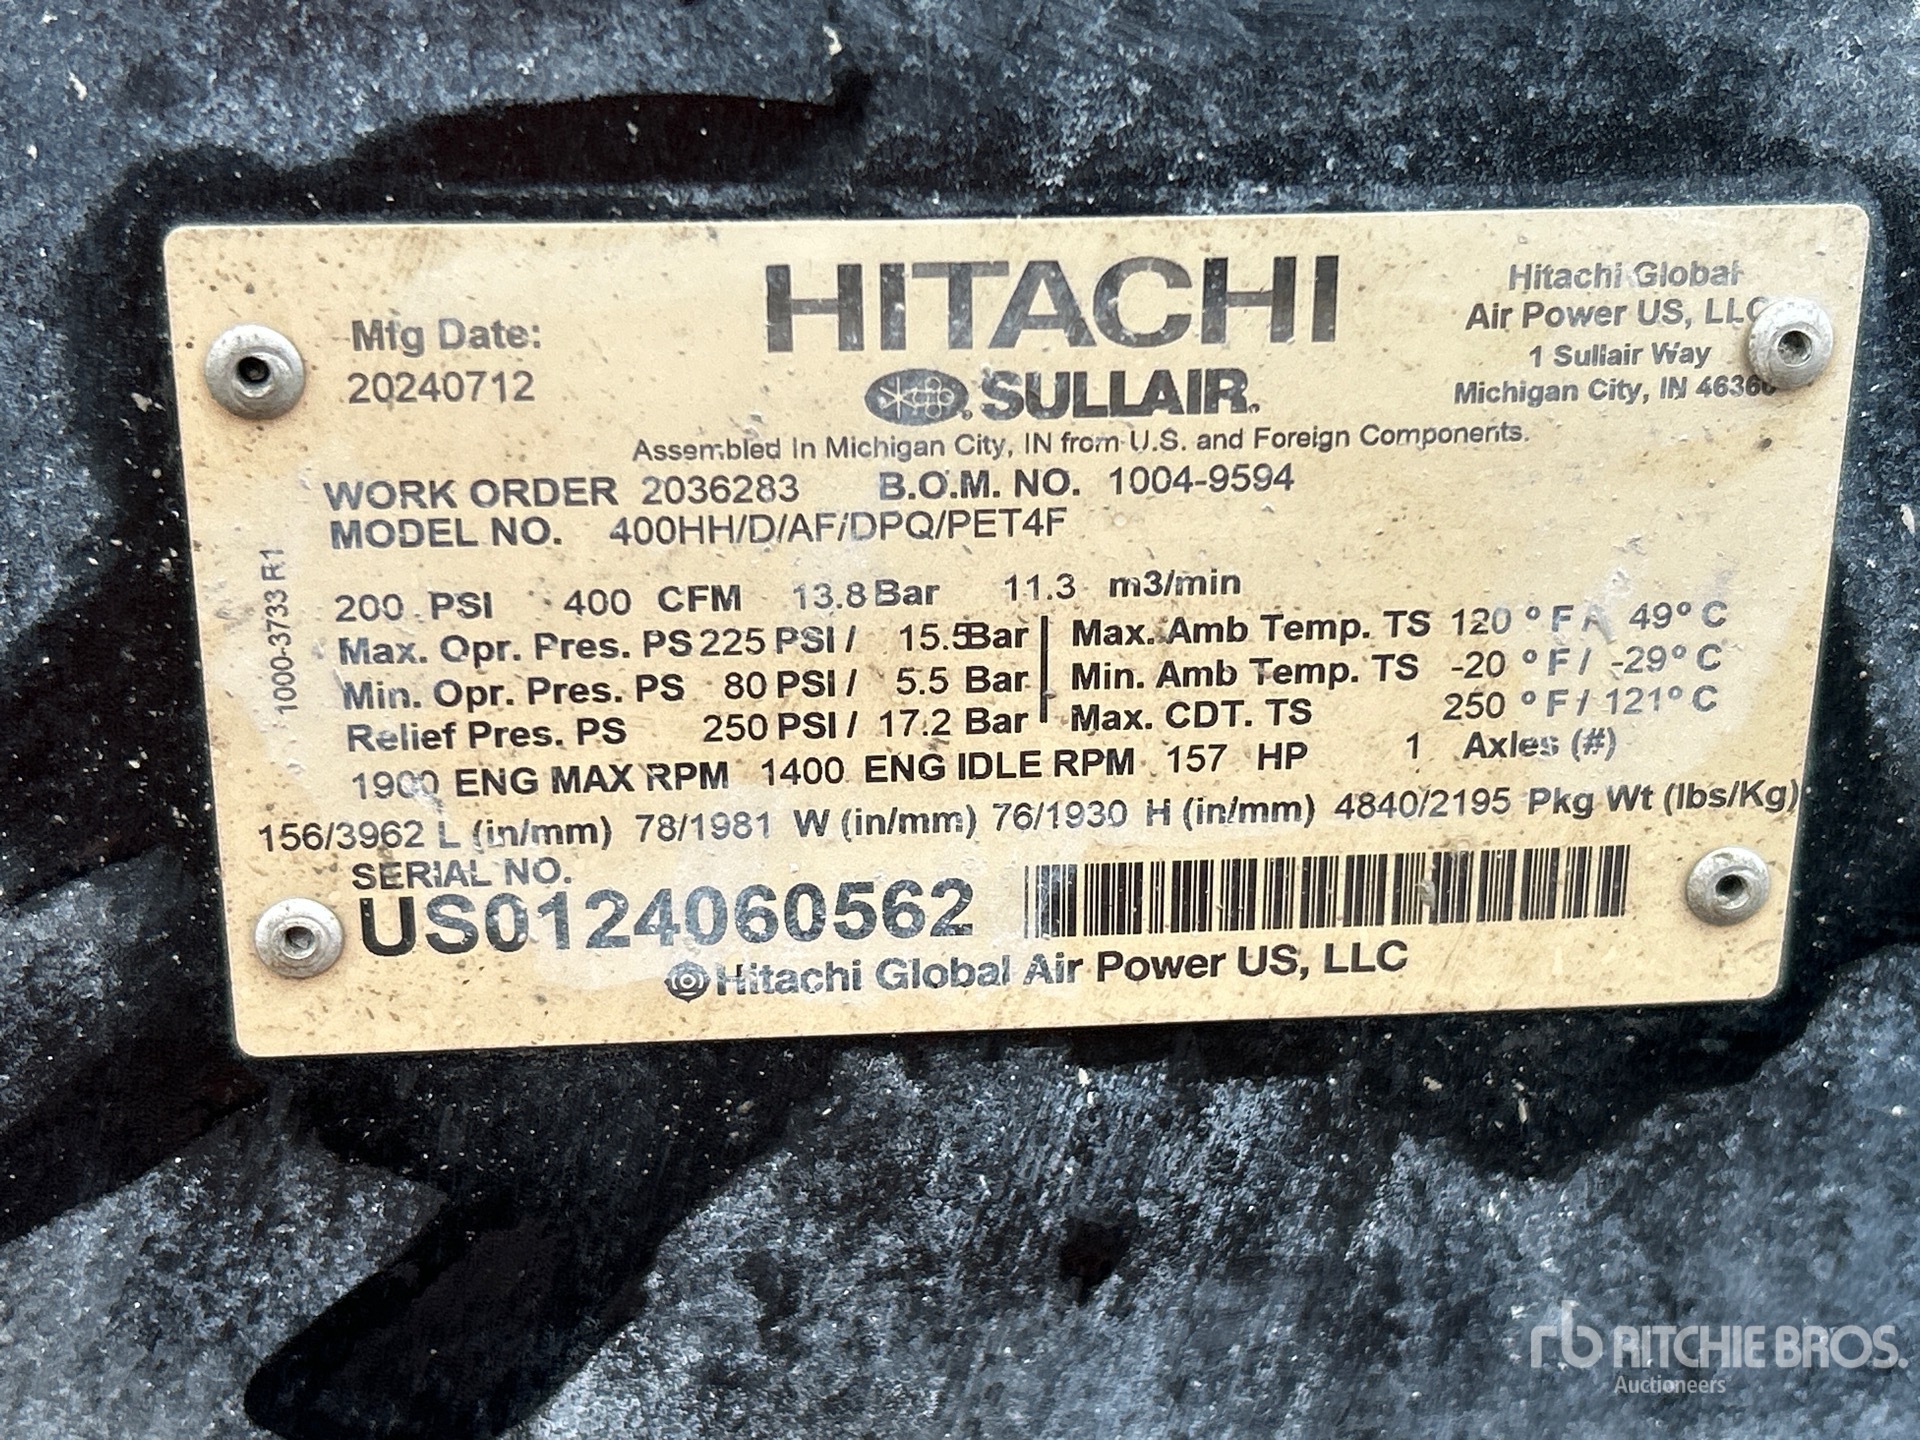 HITACHI
SULLAIR.
Hitachi Global
Air Power US, LLC
1 Sullair Way
Michigan City, IN 46360
Mfg Date:
20240712
Assembled In Michigan City, IN from U.S. and Foreign Components.
WORK ORDER 2036283 B.O.M. NO. 1004-9594
MODEL NO. 400HH/D/AF/DPQ/PET4F
1000-3733 R1
200 PSI 400 CFM 13.8 Bar 11.3 m3/min
Max. Opr. Pres. PS 225 PSI / 15.5 Bar Max. Amb Temp. TS 120 º F / 49º C
Min. Opr. Pres. PS 80 PSI / 5.5 Bar Min. Amb Temp. TS -20 º F / -29º C
Relief Pres. PS 250 PSI / 17.2 Bar Max. CDT. TS 250 º F / 121º C
1900 ENG MAX RPM 1400 ENG IDLE RPM 157 HP 1 Axles (#)
156/3962 L (in/mm) 78/1981 W (in/mm) 76/1930 H (in/mm) 4840/2195 Pkg Wt (lbs/Kg)
SERIAL NO.
US0124060562
Hitachi Global Air Power US, LLC
rb RITCHIE BROS.
Auctioneers